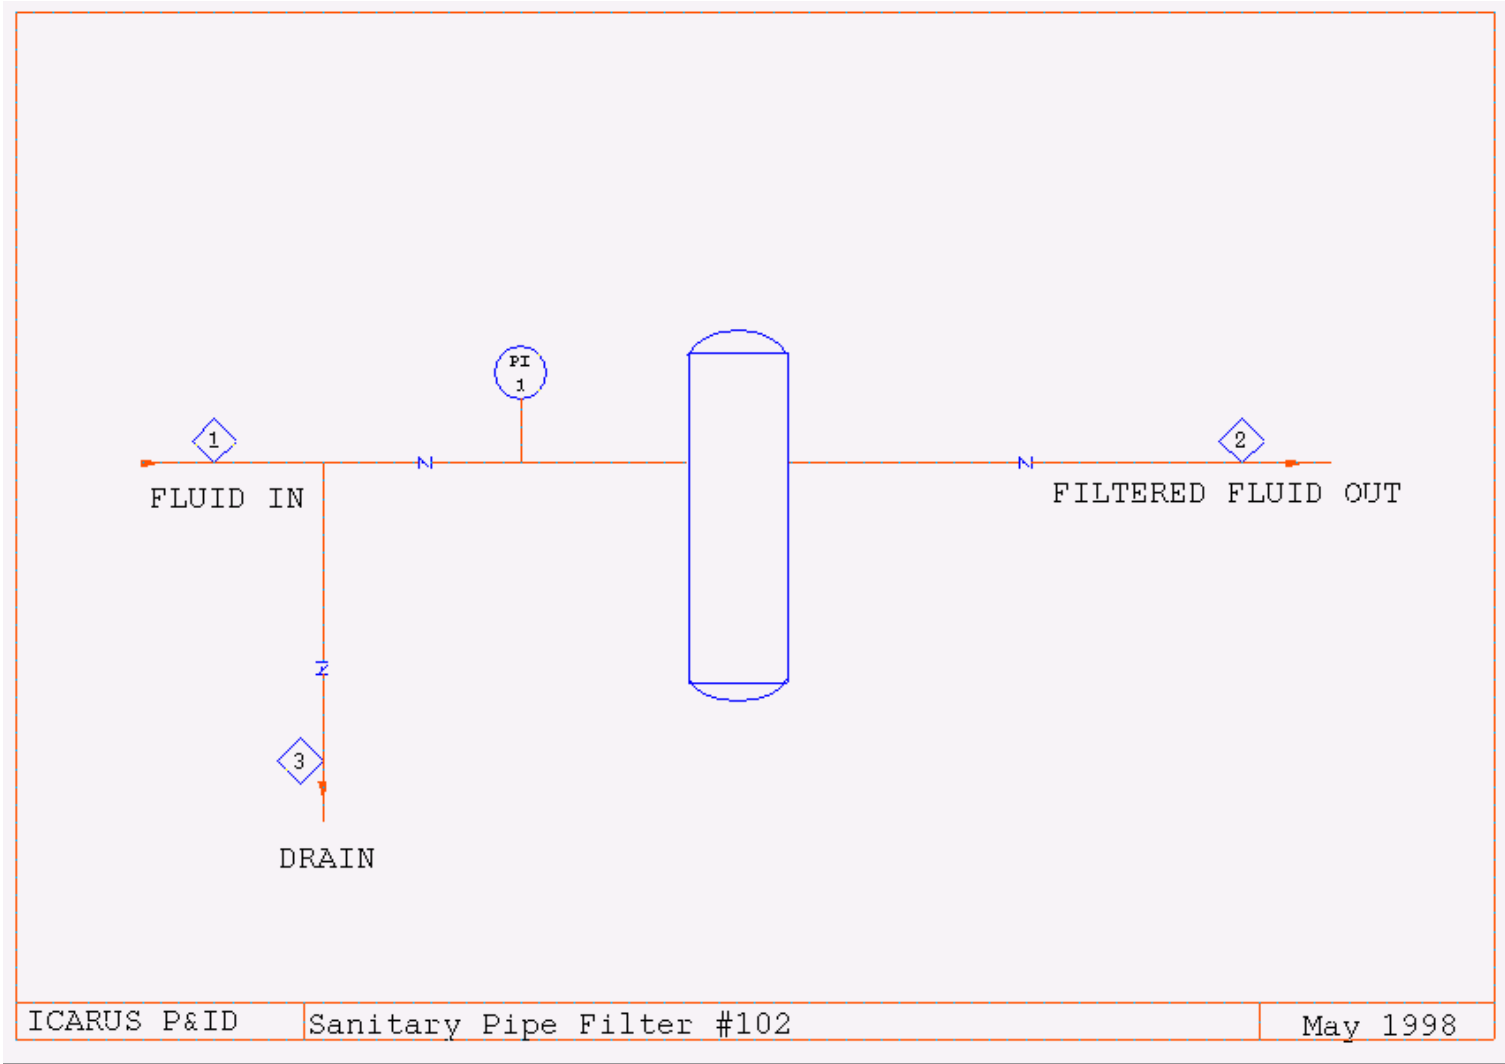 PI
1
1
2
FLUID IN
FILTERED FLUID OUT
3
DRAIN
ICARUS P&ID
Sanitary Pipe Filter #102
May 1998